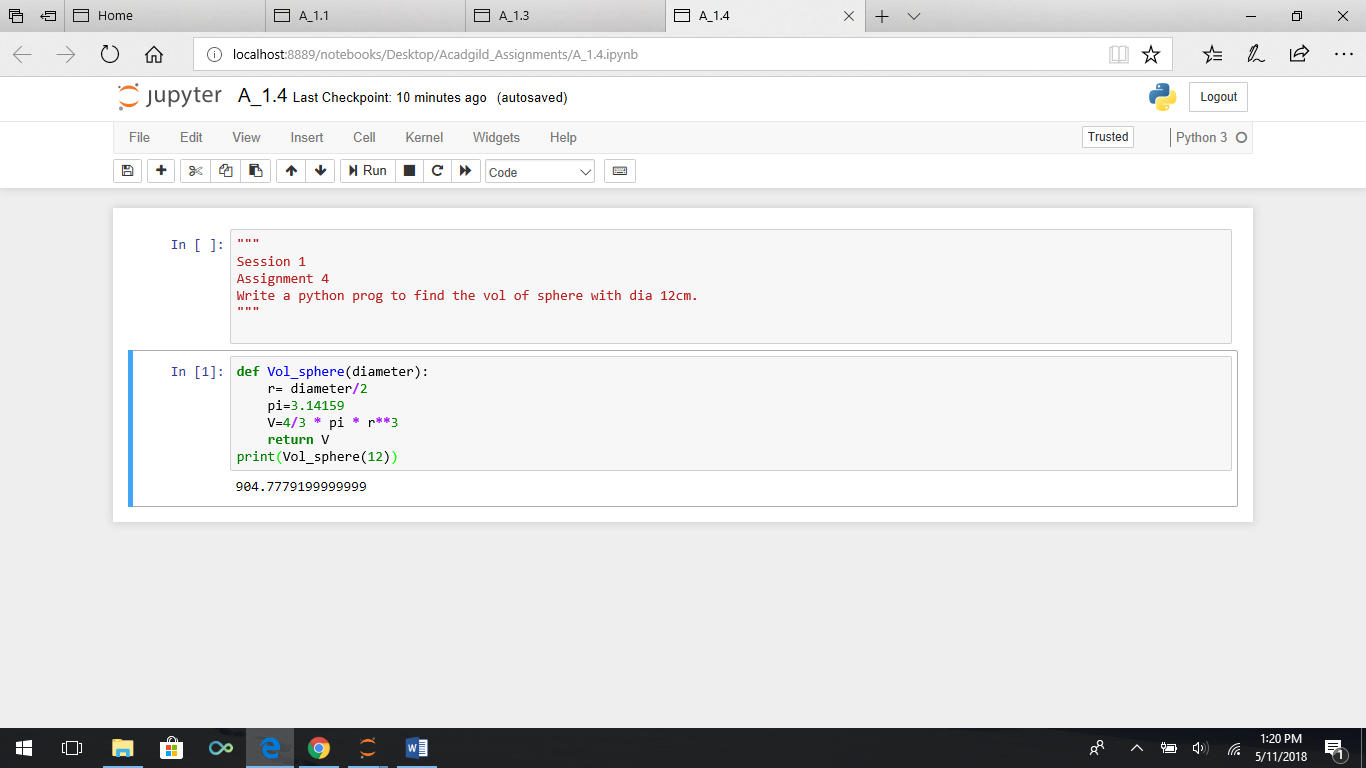 Home
A_1.1
A_1.3
A_1.4
localhost:8889/notebooks/Desktop/Acadgild_Assignments/A_1.4.ipynb
jupyter A_1.4 Last Checkpoint: 10 minutes ago (autosaved)
Logout
File Edit View Insert Cell Kernel Widgets Help
Trusted
Python 3
Run
Code
In [ ]: """
Session 1
Assignment 4
Write a python prog to find the vol of sphere with dia 12cm.
"""
In [1]: def Vol_sphere(diameter):
    r= diameter/2
    pi=3.14159
    V=4/3 * pi * r**3
    return V
print(Vol_sphere(12))
904.7779199999999
1:20 PM
5/11/2018
1